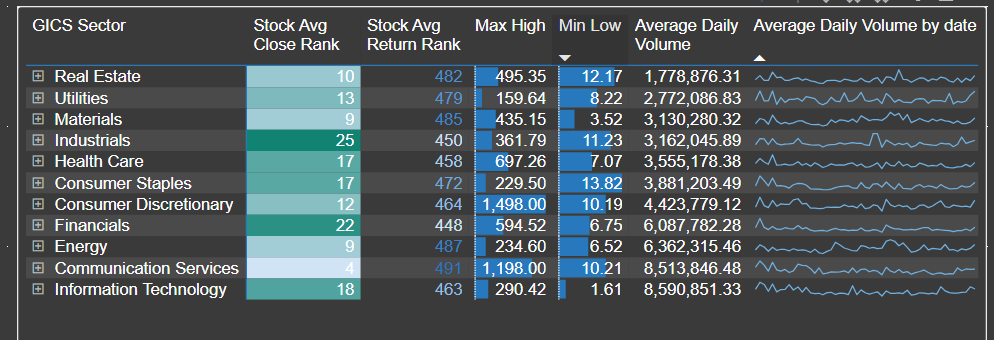 GICS Sector Stock Avg Close Rank Stock Avg Return Rank Max High Min Low Average Daily Volume Average Daily Volume by date
Real Estate 10 482 495.35 12.17 1,778,876.31
Utilities 13 479 159.64 8.22 2,772,086.83
Materials 9 485 435.15 3.52 3,130,280.32
Industrials 25 450 361.79 11.23 3,162,045.89
Health Care 17 458 697.26 7.07 3,555,178.38
Consumer Staples 17 472 229.50 13.82 3,881,203.49
Consumer Discretionary 12 464 1,498.00 10.19 4,423,779.12
Financials 22 448 594.52 6.75 6,087,782.28
Energy 9 487 234.60 6.52 6,362,315.46
Communication Services 4 491 1,198.00 10.21 8,513,846.48
Information Technology 18 463 290.42 1.61 8,590,851.33